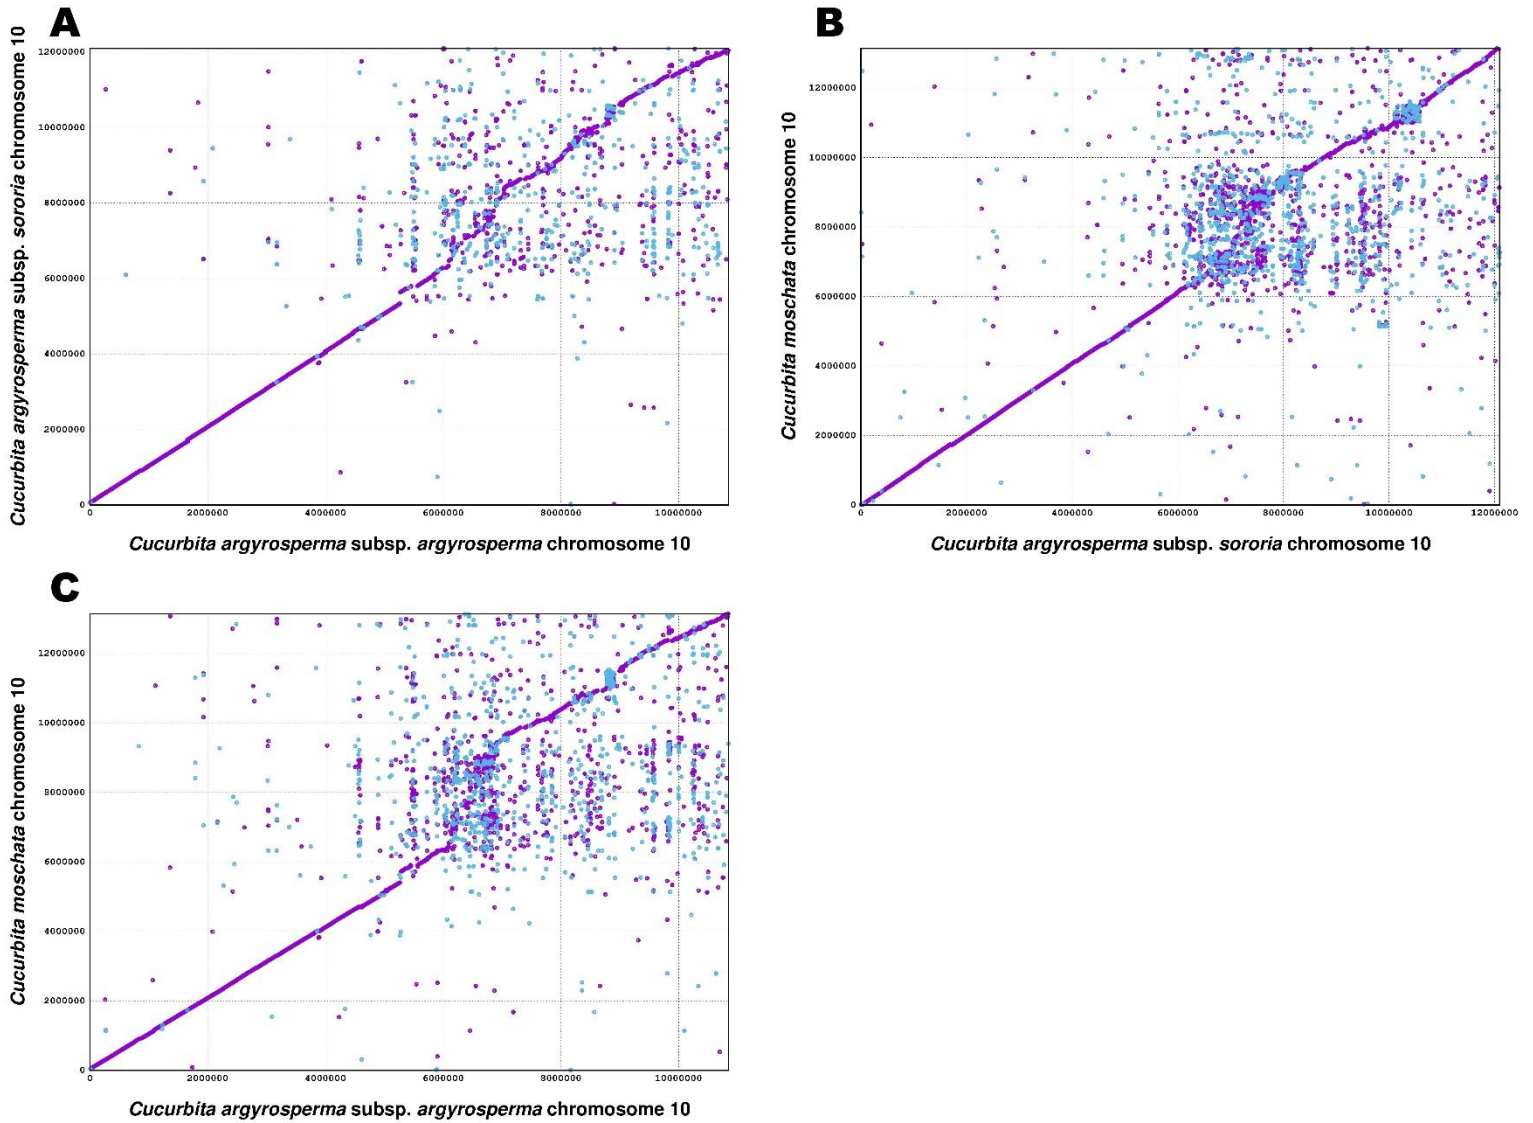 A
Cucurbita argyrosperma subsp. sororia chromosome 10
12000000
10000000
8000000
6000000
4000000
2000000
0
0 2000000 4000000 6000000 8000000 10000000
Cucurbita argyrosperma subsp. argyrosperma chromosome 10
B
Cucurbita moschata chromosome 10
12000000
10000000
8000000
6000000
4000000
2000000
0
0 2000000 4000000 6000000 8000000 10000000 12000000
Cucurbita argyrosperma subsp. sororia chromosome 10
C
Cucurbita moschata chromosome 10
12000000
10000000
8000000
6000000
4000000
2000000
0
0 2000000 4000000 6000000 8000000 10000000
Cucurbita argyrosperma subsp. argyrosperma chromosome 10